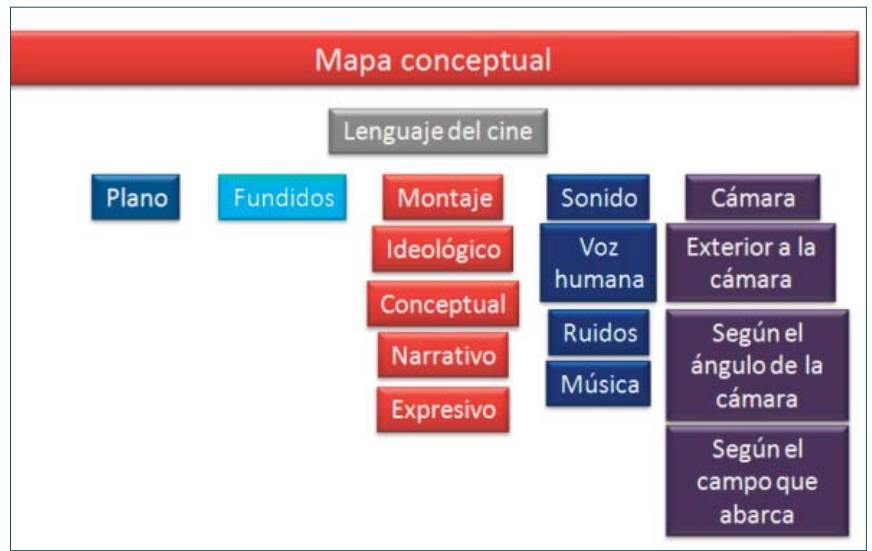 Mapa conceptual
Lenguaje del cine
Plano
Fundidos
Montaje
Ideológico
Conceptual
Narrativo
Expresivo
Sonido
Voz
humana
Ruidos
Música
Cámara
Exterior a la
cámara
Según el
ángulo de la
cámara
Según el
campo que
abarca